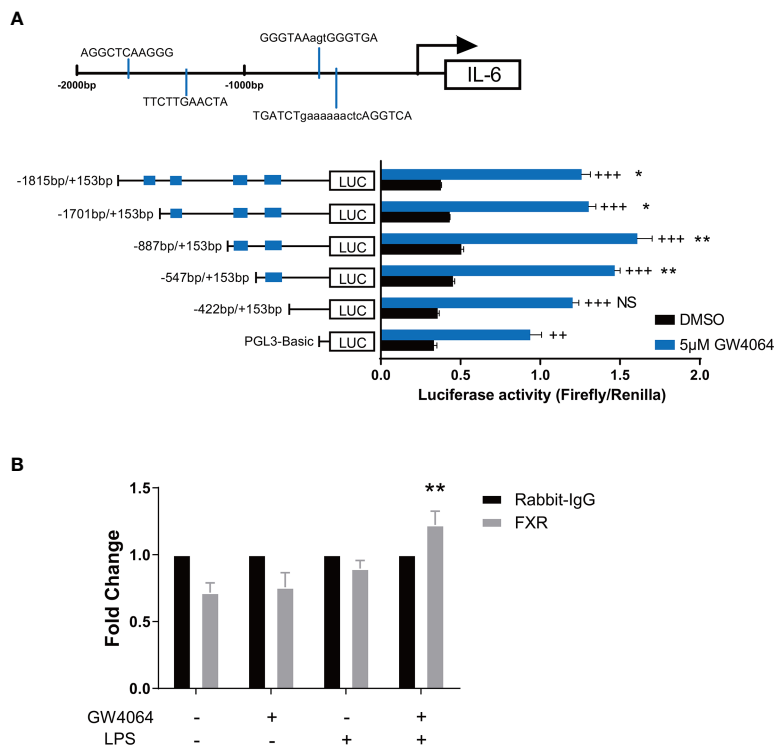 A
GGGTAAagtGGGTGA
AGGCTCAAGGG
IL-6
-2000bp
-1000bp
TTCTTGAACTA
TGATCTgaaaaaactcAGGTCA
-1815bp/+153bp LUC +++ *
-1701bp/+153bp LUC +++ *
-887bp/+153bp LUC +++ **
-547bp/+153bp LUC +++ **
-422bp/+153bp LUC +++ NS
PGL3-Basic LUC ++
DMSO
5μM GW4064
0.0 0.5 1.0 1.5 2.0
Luciferase activity (Firefly/Renilla)
B
1.5
1.0
0.5
0.0
Fold Change
**
Rabbit-IgG
FXR
GW4064 - + - +
LPS - - + +